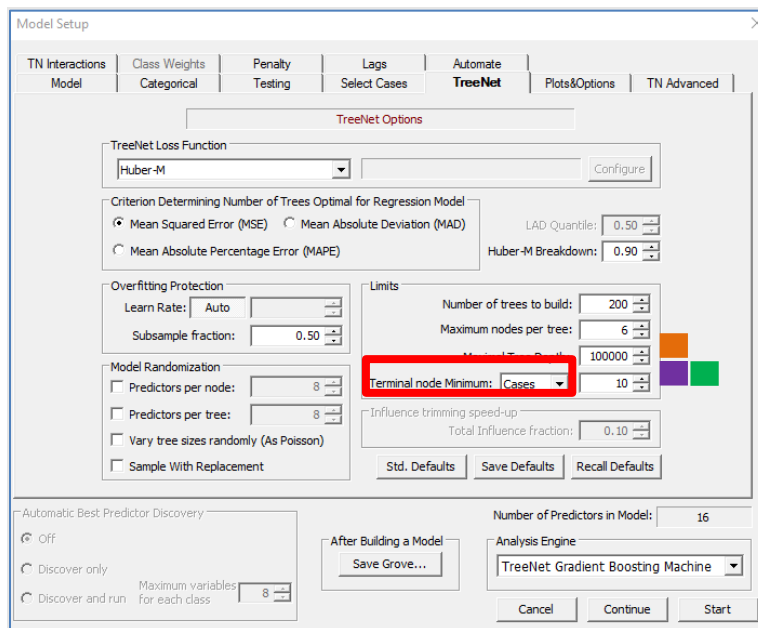 Model Setup
TN Interactions Class Weights Penalty Lags Automate
Model Categorical Testing Select Cases TreeNet Plots&Options TN Advanced
TreeNet Options
TreeNet Loss Function
Huber-M
Configure
Criterion Determining Number of Trees Optimal for Regression Model
Mean Squared Error (MSE) Mean Absolute Deviation (MAD)
Mean Absolute Percentage Error (MAPE)
LAD Quantile: 0.50
Huber-M Breakdown: 0.90
Overfitting Protection
Learn Rate: Auto
Subsample fraction: 0.50
Limits
Number of trees to build: 200
Maximum nodes per tree: 6
Maximal Tree Depth: 100000
Terminal node Minimum: Cases 10
Model Randomization
Predictors per node: 8
Predictors per tree: 8
Vary tree sizes randomly (As Poisson)
Sample With Replacement
Influence trimming speed-up
Total Influence fraction: 0.10
Std. Defaults Save Defaults Recall Defaults
Automatic Best Predictor Discovery
Off
Discover only
Discover and run
Maximum variables
for each class 8
After Building a Model
Save Grove...
Number of Predictors in Model: 16
Analysis Engine
TreeNet Gradient Boosting Machine
Cancel Continue Start